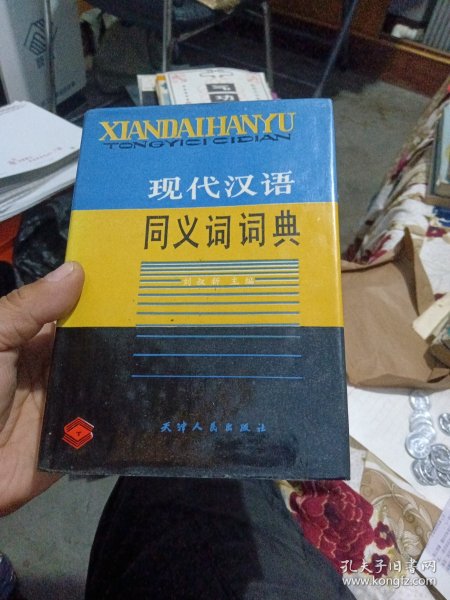 XIANDAIHANYU
TONGYICI CIDIAN
现代汉语
同义词词典
刘叔新 主编
天津人民出版社
孔夫子旧书网
www.kongfz.com